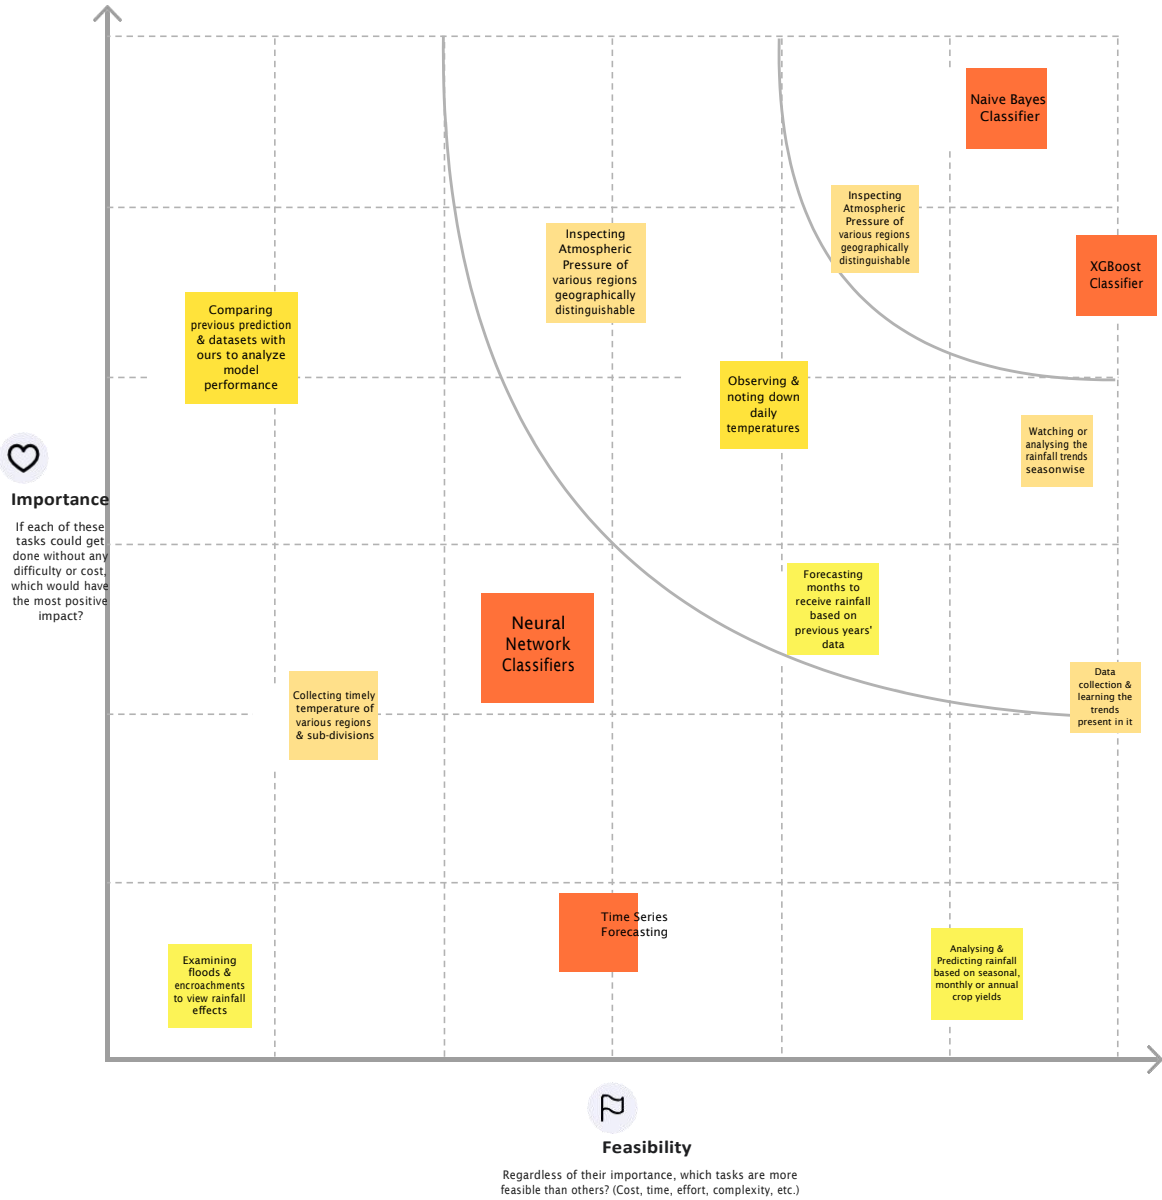 Naive Bayes
Classifier
Inspecting
Atmospheric
Pressure of
various regions
geographically
distinguishable
Inspecting
Atmospheric
Pressure of
various regions
geographically
distinguishable
XGBoost
Classifier
Comparing
previous prediction
& datasets with
ours to analyze
model
performance
Observing &
noting down
daily
temperatures
Watching or
analysing the
rainfall trends
seasonwise
Importance
If each of these
tasks could get
done without any
difficulty or cost,
which would have
the most positive
impact?
Forecasting
months to
receive rainfall
based on
previous years'
data
Neural
Network
Classifiers
Data
collection &
learning the
trends
present in it
Collecting timely
temperature of
various regions
& sub-divisions
Time Series
Forecasting
Examining
floods &
encroachments
to view rainfall
effects
Analysing &
Predicting rainfall
based on seasonal,
monthly or annual
crop yields
Feasibility
Regardless of their importance, which tasks are more
feasible than others? (Cost, time, effort, complexity, etc.)